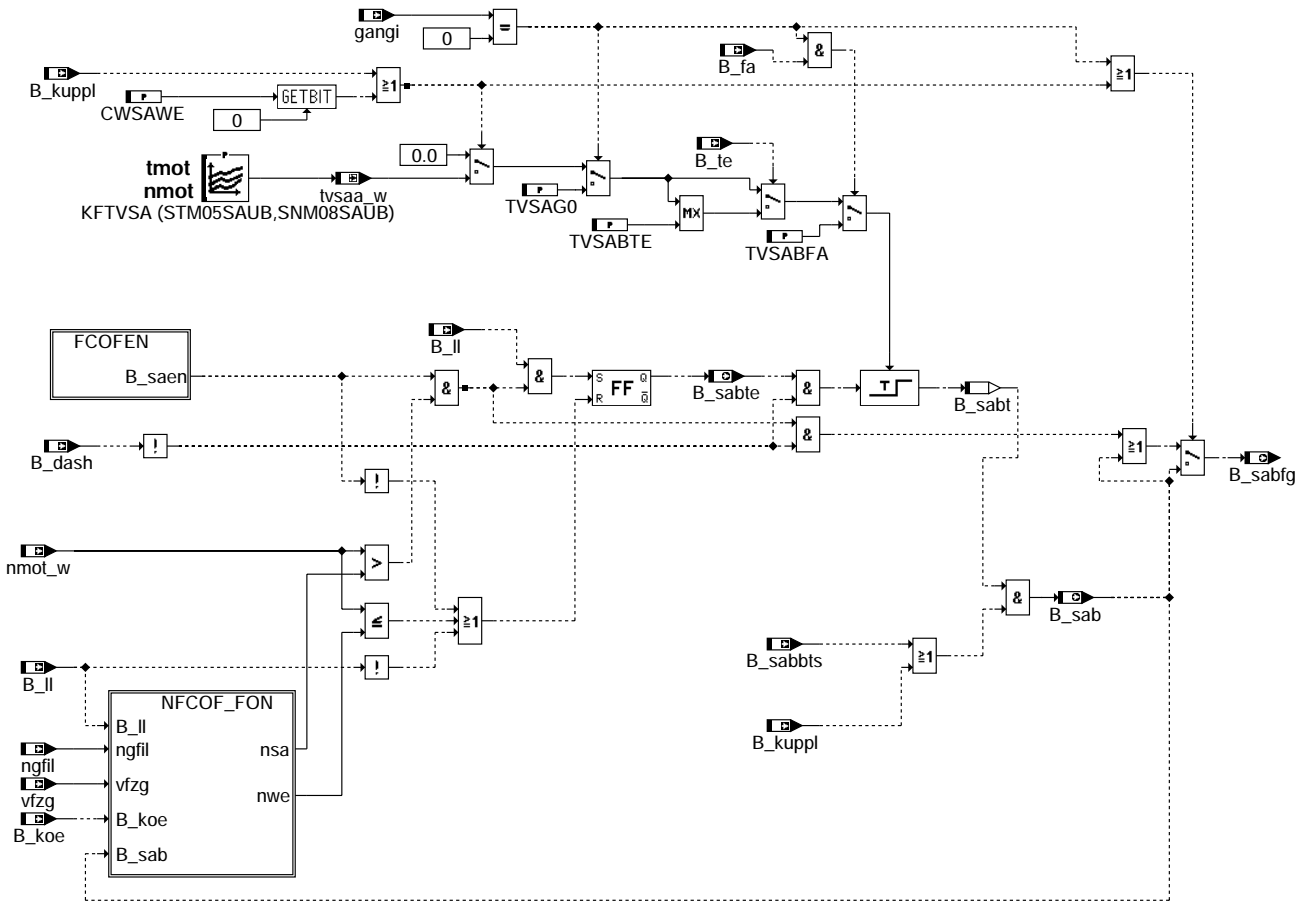 gangi
0
=
B_fa
&
≥1
B_kuppl
CWSAWE
P
GETBIT
0
≥1
tmot
nmot
P
KFTVSA (STM05SAUB,SNM08SAUB)
tvsaa_w
0.0
P
TVSAG0
B_te
P
TVSABTE
MX
P
TVSABFA
FCOFEN
B_saen
B_ll
&
&
S Q
FF
R Q
B_sabte
&
T
B_sabt
B_dash
!
&
≥1
B_sabfg
!
nmot_w
>
≤
≥1
&
B_sab
B_ll
!
B_sabbts
≥1
B_kuppl
NFCOF_FON
B_ll
ngfil
nsa
ngfil
vfzg
nwe
vfzg
B_koe
B_koe
B_sab